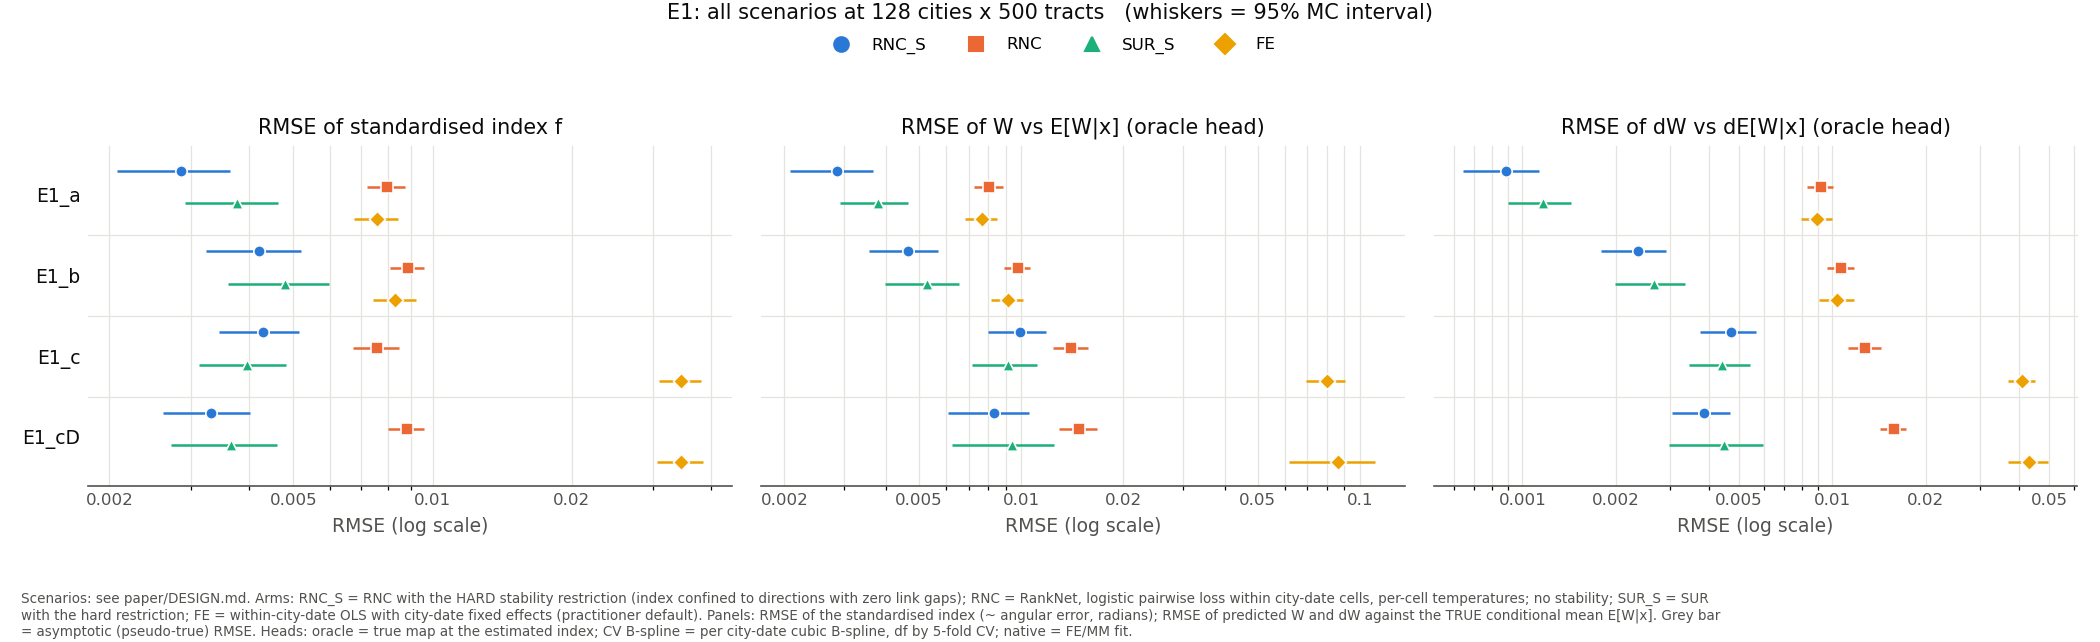 E1: all scenarios at 128 cities x 500 tracts (whiskers = 95% MC interval)
RNC_S RNC SUR_S FE
RMSE of standardised index f
RMSE of W vs E[W|x] (oracle head)
RMSE of dW vs dE[W|x] (oracle head)
E1_a
E1_b
E1_c
E1_cD
0.002 0.005 0.01 0.02
0.002 0.005 0.01 0.02 0.05 0.1
0.001 0.002 0.005 0.01 0.02 0.05
RMSE (log scale)
RMSE (log scale)
RMSE (log scale)
Scenarios: see paper/DESIGN.md. Arms: RNC_S = RNC with the HARD stability restriction (index confined to directions with zero link gaps); RNC = RankNet, logistic pairwise loss within city-date cells, per-cell temperatures; no stability; SUR_S = SUR
with the hard restriction; FE = within-city-date OLS with city-date fixed effects (practitioner default). Panels: RMSE of the standardised index (~ angular error, radians); RMSE of predicted W and dW against the TRUE conditional mean E[W|x]. Grey bar
= asymptotic (pseudo-true) RMSE. Heads: oracle = true map at the estimated index; CV B-spline = per city-date cubic B-spline, df by 5-fold CV; native = FE/MM fit.